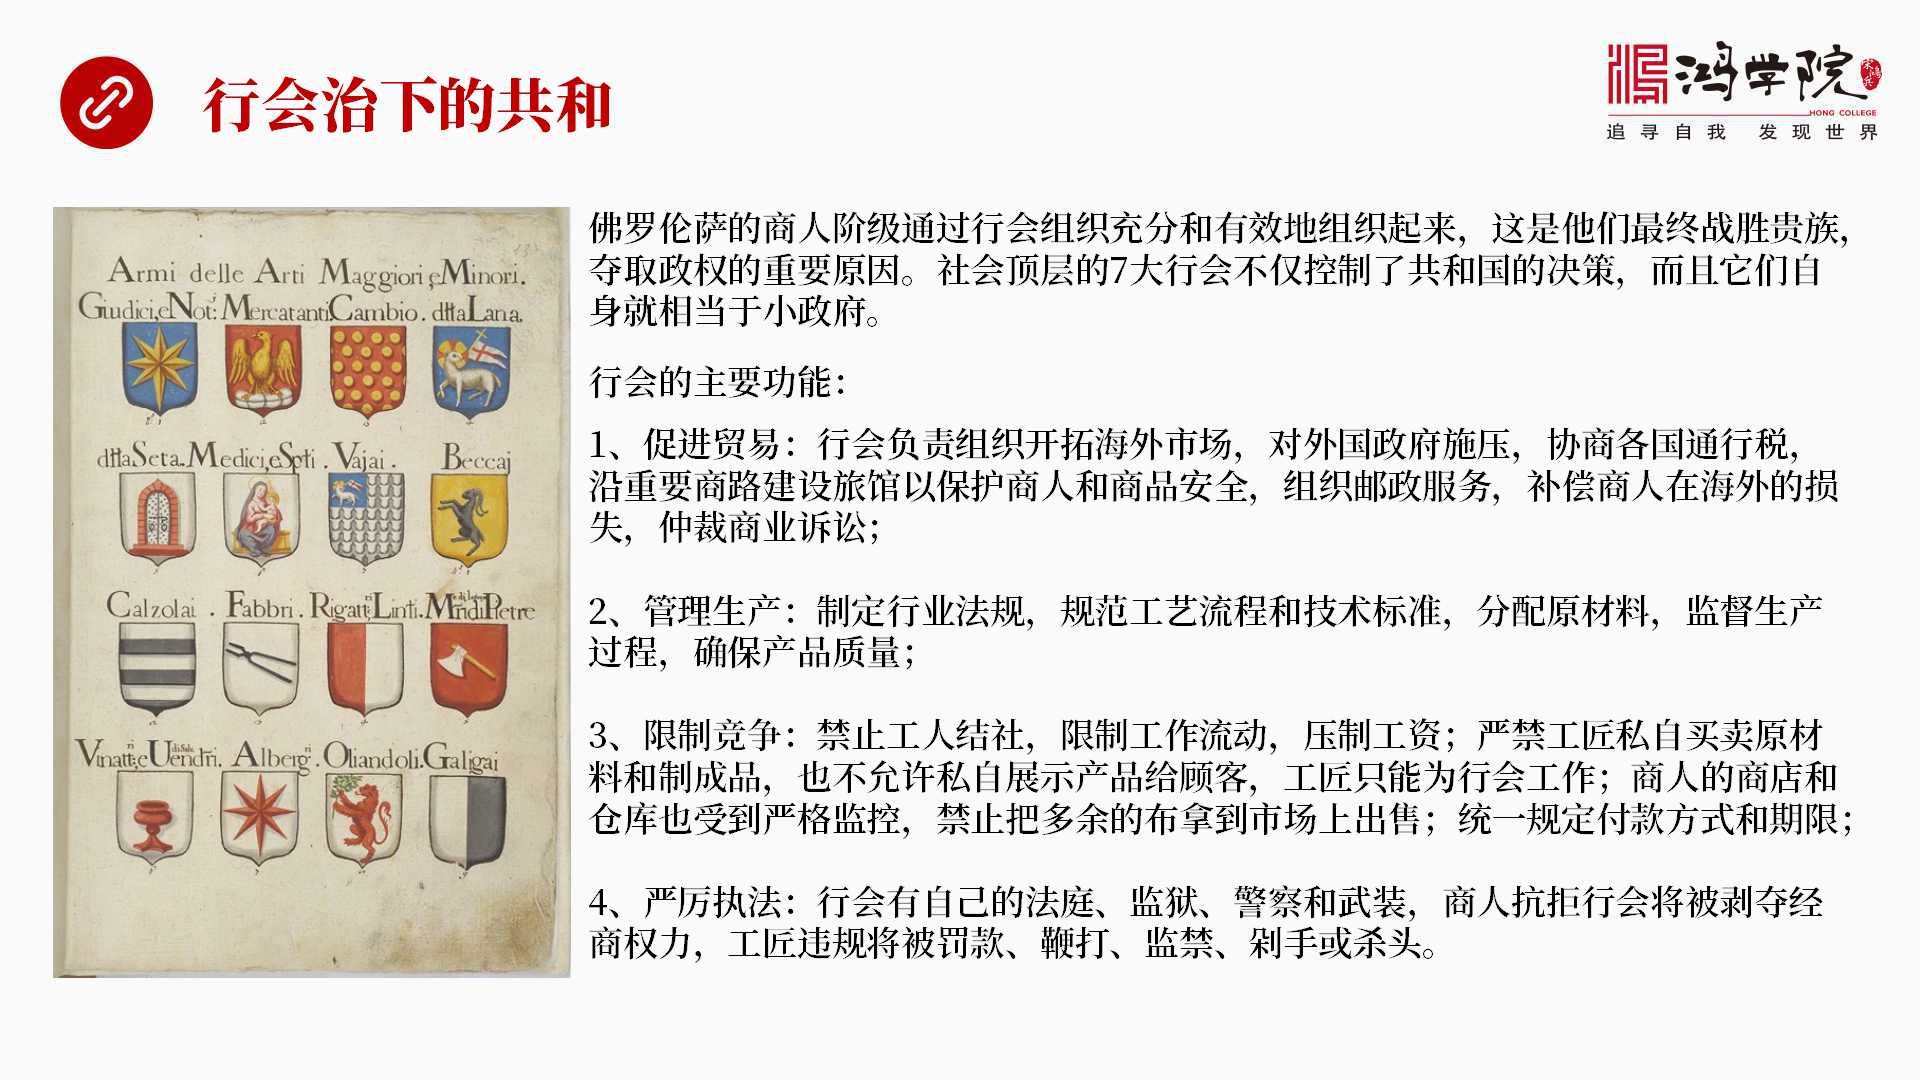 行会治下的共和
鸿学院
宋鸿兵
HONG COLLEGE
追寻自我 发现世界
Armi delle Arti Maggiori, e Minori.
Giudici, e Not: Mercatanti. Cambio. dtta Lana.
dtta Seta. Medici, e Spti. Vajai. Beccaj
Calzolai. Fabbri. Rigattri, Linti.
Alberg. Oliandoli. Galigai
佛罗伦萨的商人阶级通过行会组织充分和有效地组织起来，这是他们最终战胜贵族，
夺取政权的重要原因。社会顶层的7大行会不仅控制了共和国的决策，而且它们自
身就相当于小政府。
行会的主要功能：
1、促进贸易：行会负责组织开拓海外市场，对外国政府施压，协商各国通行税，
沿重要商路建设旅馆以保护商人和商品安全，组织邮政服务，补偿商人在海外的损
失，仲裁商业诉讼；
2、管理生产：制定行业法规，规范工艺流程和技术标准，分配原材料，监督生产
过程，确保产品质量；
3、限制竞争：禁止工人结社，限制工作流动，压制工资；严禁工匠私自买卖原材
料和制成品，也不允许私自展示产品给顾客，工匠只能为行会工作；商人的商店和
仓库也受到严格监控，禁止把多余的布拿到市场上出售；统一规定付款方式和期限；
4、严厉执法：行会有自己的法庭、监狱、警察和武装，商人抗拒行会将被剥夺经
商权力，工匠违规将被罚款、鞭打、监禁、剁手或杀头。